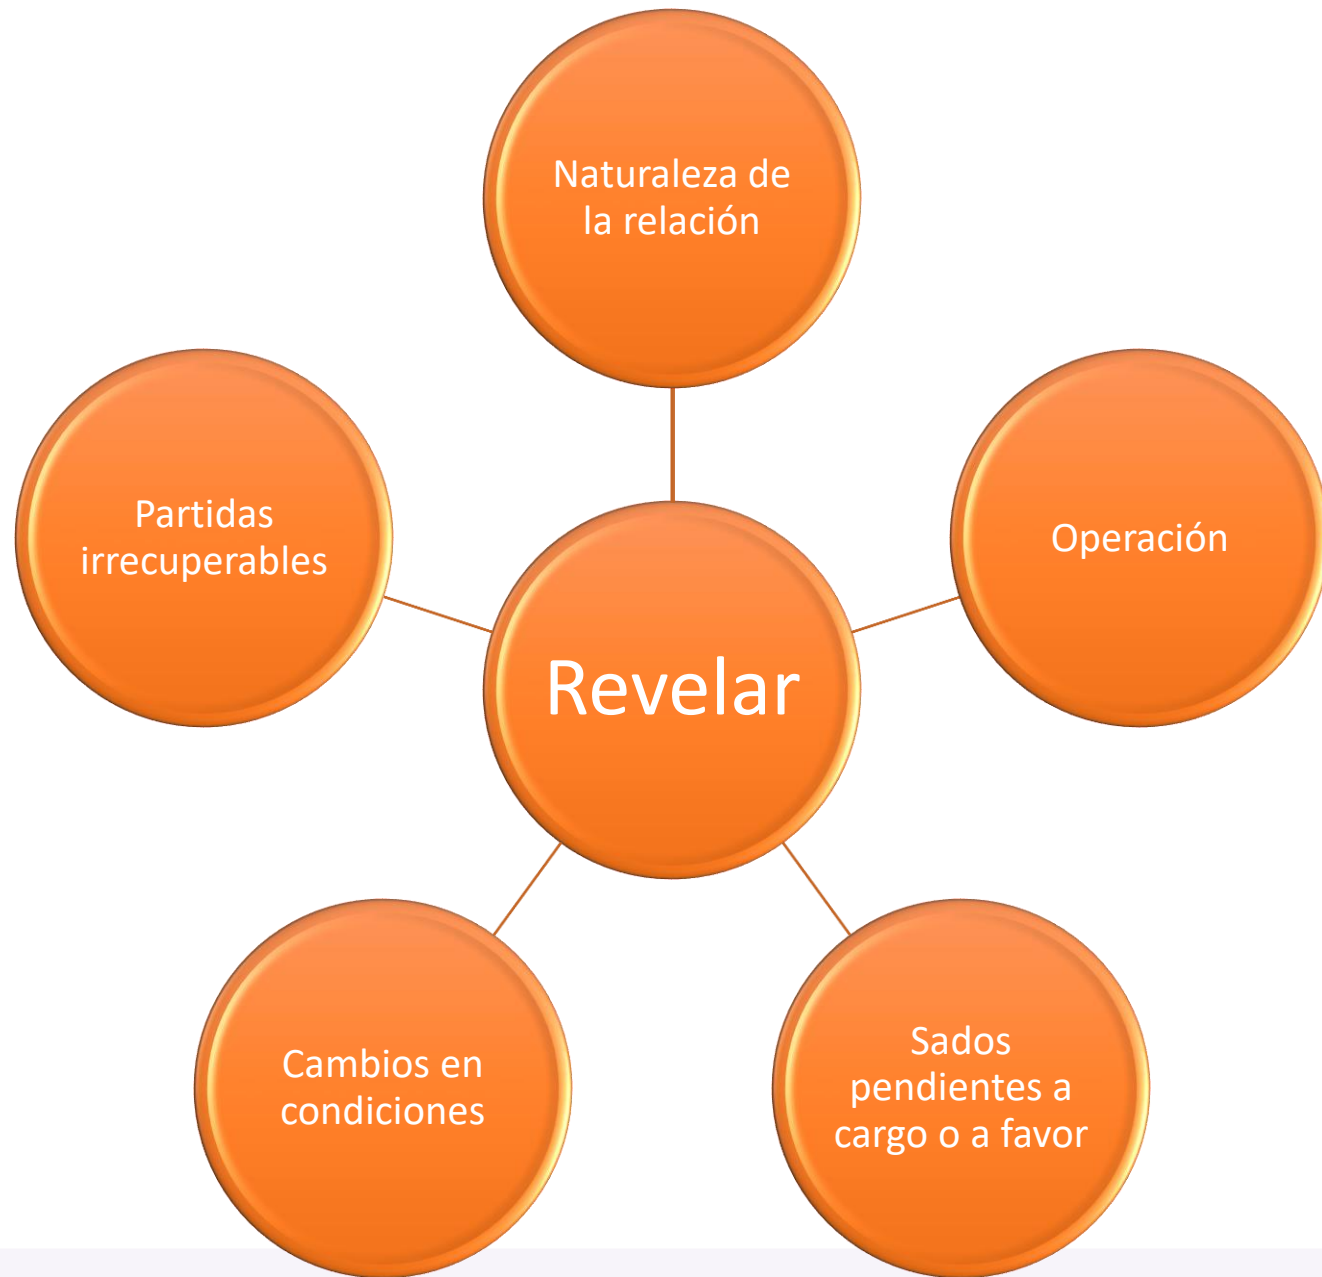 Naturaleza de
la relación
Operación
Sados
pendientes a
cargo o a favor
Cambios en
condiciones
Partidas
irrecuperables
Revelar